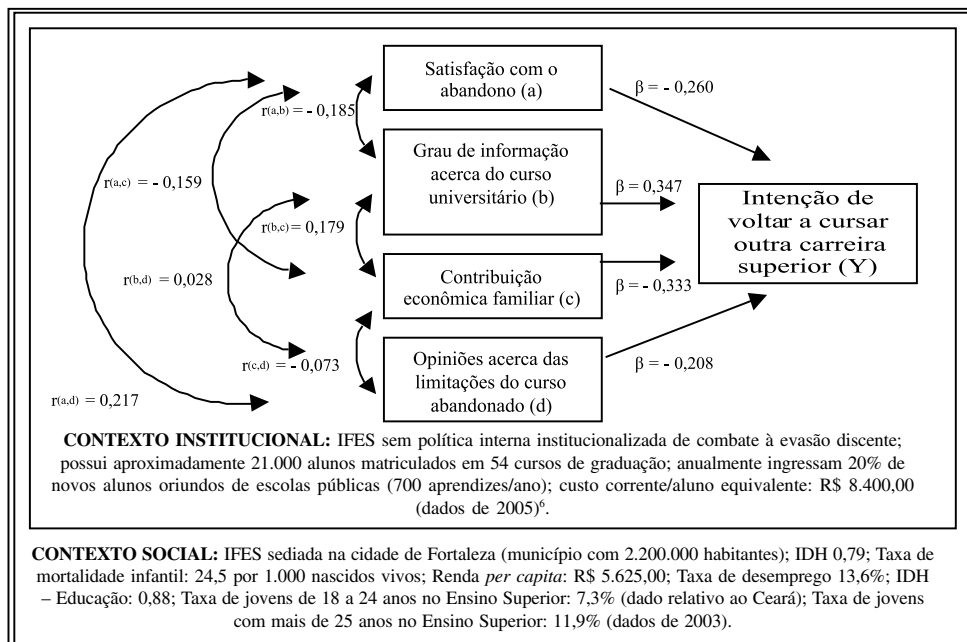 Satisfação com o
abandono (a)
β = - 0,260
r(a,b) = - 0,185
Grau de informação
acerca do curso
universitário (b)
β = 0,347
Intenção de
voltar a cursar
outra carreira
superior (Y)
r(a,c) = - 0,159
r(b,c) = 0,179
r(b,d) = 0,028
Contribuição
econômica familiar (c)
β = - 0,333
r(c,d) = - 0,073
Opiniões acerca das
limitações do curso
abandonado (d)
β = - 0,208
r(a,d) = 0,217
CONTEXTO INSTITUCIONAL: IFES sem política interna institucionalizada de combate à evasão discente;
possui aproximadamente 21.000 alunos matriculados em 54 cursos de graduação; anualmente ingressam 20% de
novos alunos oriundos de escolas públicas (700 aprendizes/ano); custo corrente/aluno equivalente: R$ 8.400,00
(dados de 2005)⁶.
CONTEXTO SOCIAL: IFES sediada na cidade de Fortaleza (município com 2.200.000 habitantes); IDH 0,79; Taxa de
mortalidade infantil: 24,5 por 1.000 nascidos vivos; Renda per capita: R$ 5.625,00; Taxa de desemprego 13,6%; IDH
– Educação: 0,88; Taxa de jovens de 18 a 24 anos no Ensino Superior: 7,3% (dado relativo ao Ceará); Taxa de jovens
com mais de 25 anos no Ensino Superior: 11,9% (dados de 2003).